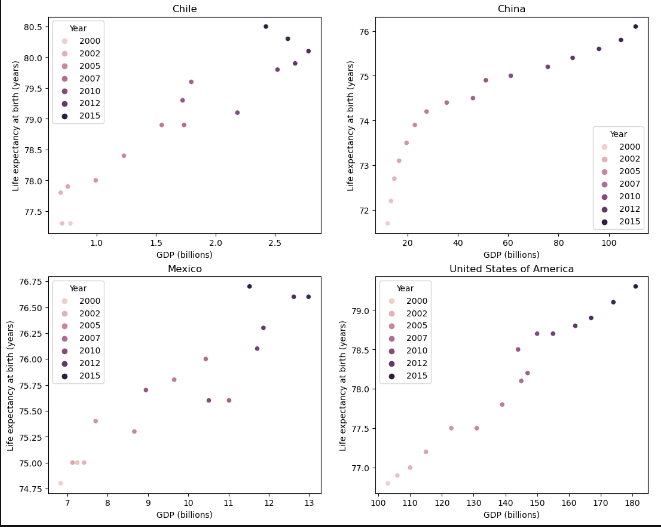 Chile
Life expectancy at birth (years)
80.5
80.0
79.5
79.0
78.5
78.0
77.5
Year
2000
2002
2005
2007
2010
2012
2015
1.0 1.5 2.0 2.5
GDP (billions)
China
Life expectancy at birth (years)
76
75
74
73
72
Year
2000
2002
2005
2007
2010
2012
2015
20 40 60 80 100
GDP (billions)
Mexico
Life expectancy at birth (years)
76.75
76.50
76.25
76.00
75.75
75.50
75.25
75.00
74.75
Year
2000
2002
2005
2007
2010
2012
2015
7 8 9 10 11 12 13
GDP (billions)
United States of America
Life expectancy at birth (years)
79.0
78.5
78.0
77.5
77.0
Year
2000
2002
2005
2007
2010
2012
2015
100 110 120 130 140 150 160 170 180
GDP (billions)